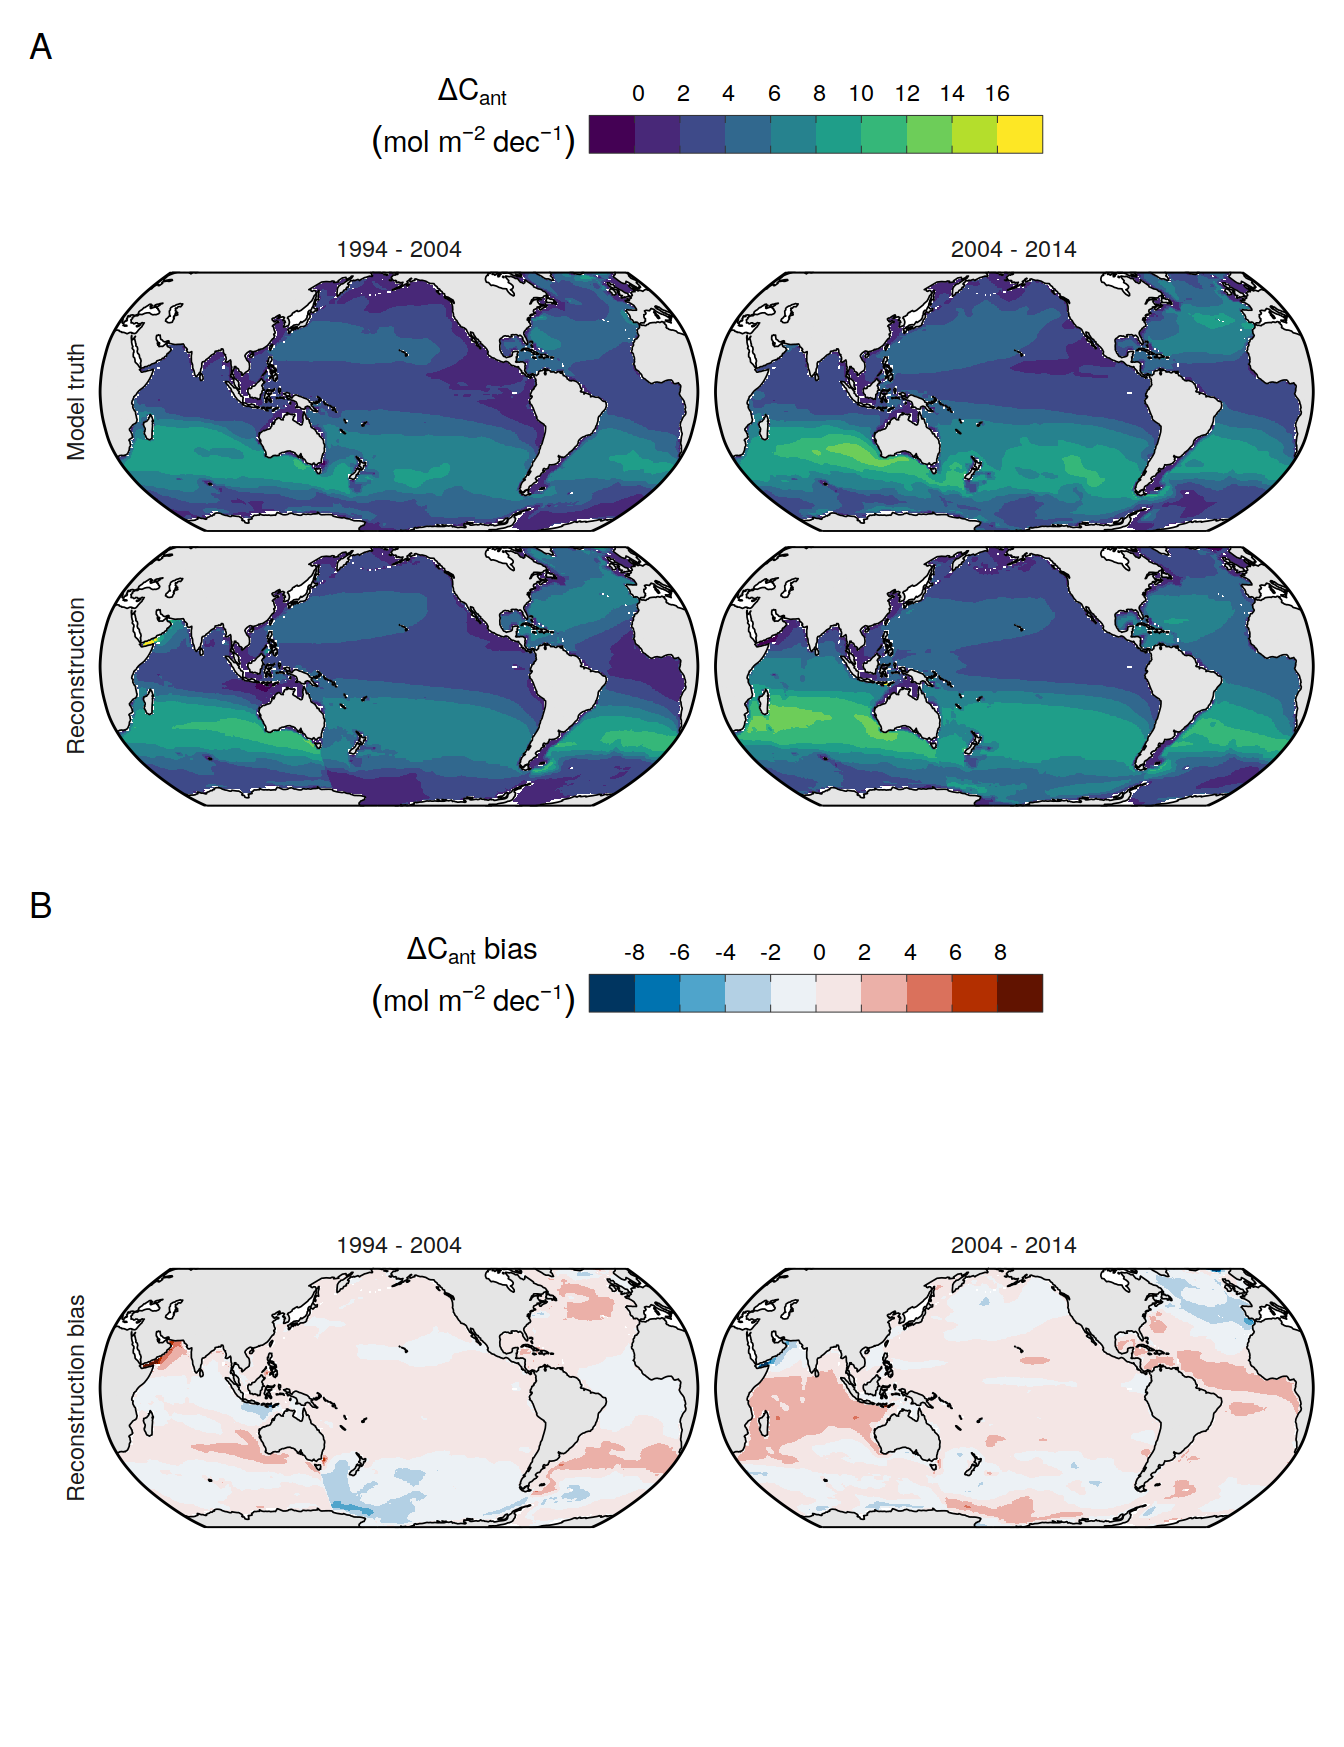 A
ΔCant
(mol m−2 dec−1)
0 2 4 6 8 10 12 14 16
1994 - 2004
2004 - 2014
Model truth
Reconstruction
B
ΔCant bias
(mol m−2 dec−1)
-8 -6 -4 -2 0 2 4 6 8
1994 - 2004
2004 - 2014
Reconstruction bias